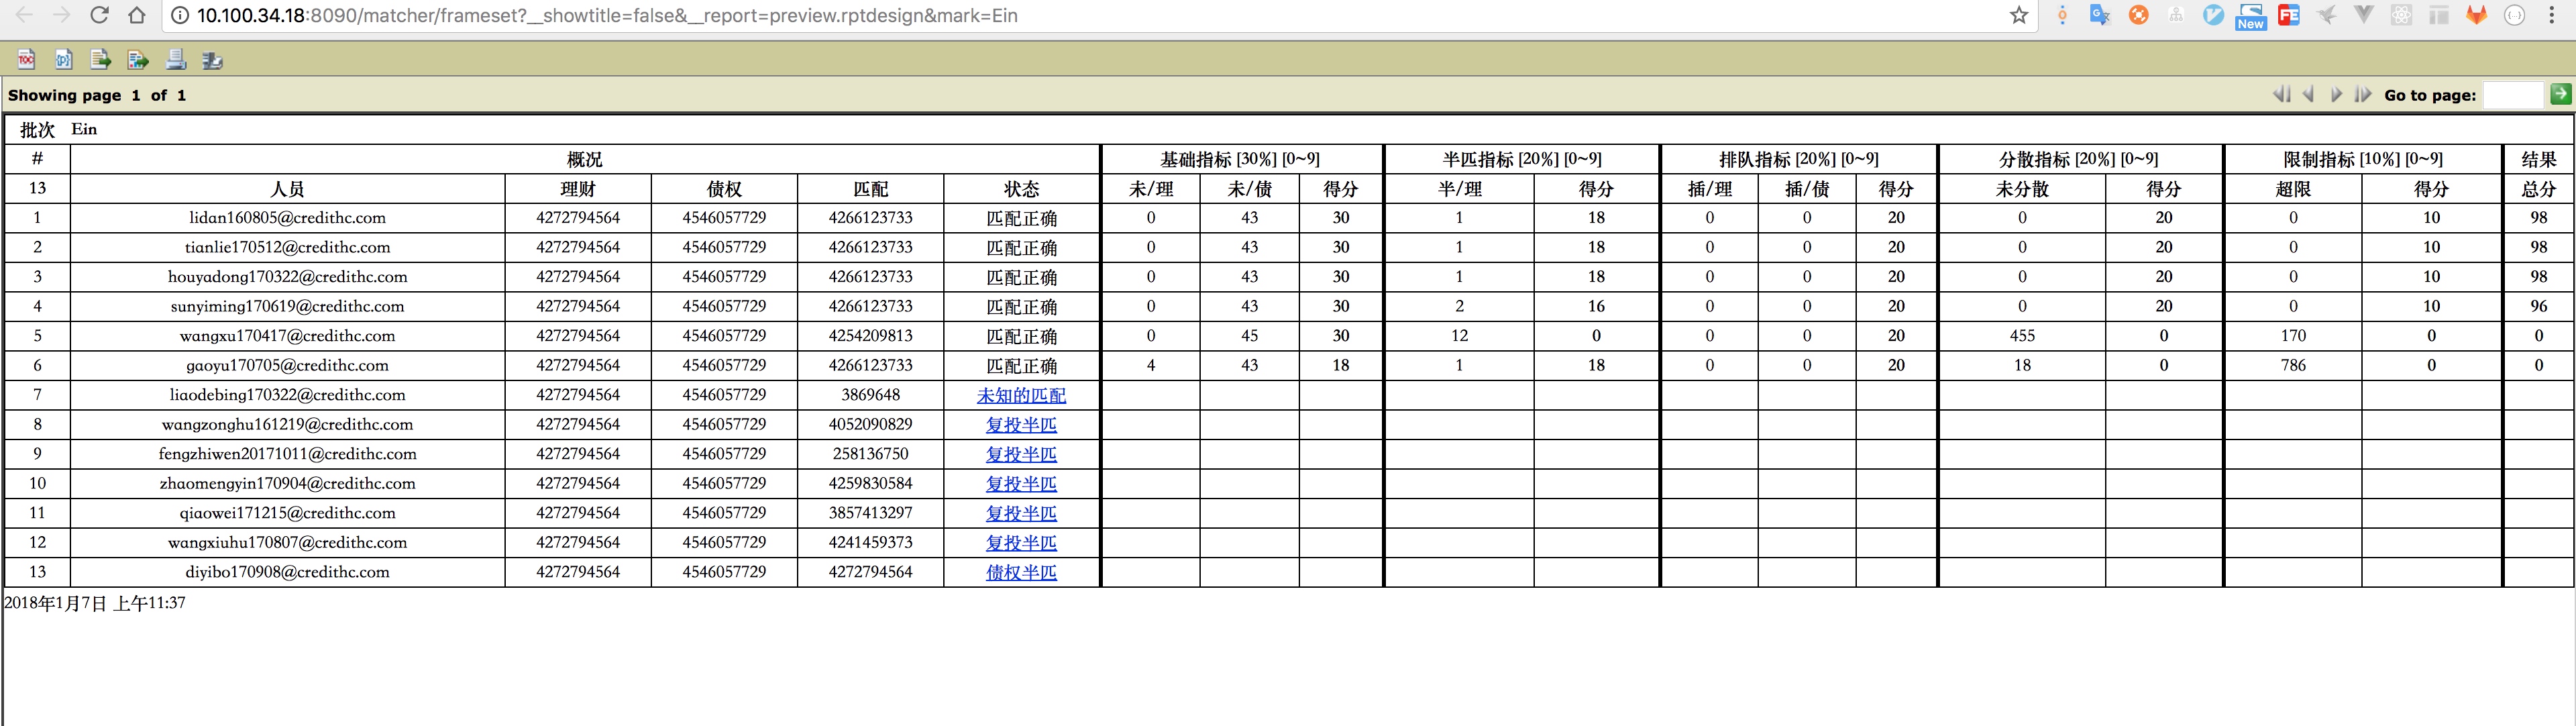 10.100.34.18:8090/matcher/frameset?__showtitle=false&__report=preview.rptdesign&mark=Ein
New FE
TOC
Showing page 1 of 1 Go to page:
批次 Ein
# 概况 基础指标 [30%] [0~9] 半匹指标 [20%] [0~9] 排队指标 [20%] [0~9] 分散指标 [20%] [0~9] 限制指标 [10%] [0~9] 结果
13 人员 理财 债权 匹配 状态 未/理 未/债 得分 半/理 得分 插/理 插/债 得分 未分散 得分 超限 得分 总分
1 lidan160805@credithc.com 4272794564 4546057729 4266123733 匹配正确 0 43 30 1 18 0 0 20 0 20 0 10 98
2 tianlie170512@credithc.com 4272794564 4546057729 4266123733 匹配正确 0 43 30 1 18 0 0 20 0 20 0 10 98
3 houyadong170322@credithc.com 4272794564 4546057729 4266123733 匹配正确 0 43 30 1 18 0 0 20 0 20 0 10 98
4 sunyiming170619@credithc.com 4272794564 4546057729 4266123733 匹配正确 0 43 30 2 16 0 0 20 0 20 0 10 96
5 wangxu170417@credithc.com 4272794564 4546057729 4254209813 匹配正确 0 45 30 12 0 0 0 20 455 0 170 0 0
6 gaoyu170705@credithc.com 4272794564 4546057729 4266123733 匹配正确 4 43 18 1 18 0 0 20 18 0 786 0 0
7 liaodebing170322@credithc.com 4272794564 4546057729 3869648 未知的匹配
8 wangzonghu161219@credithc.com 4272794564 4546057729 4052090829 复投半匹
9 fengzhiwen20171011@credithc.com 4272794564 4546057729 258136750 复投半匹
10 zhaomengyin170904@credithc.com 4272794564 4546057729 4259830584 复投半匹
11 qiaowei171215@credithc.com 4272794564 4546057729 3857413297 复投半匹
12 wangxiuhu170807@credithc.com 4272794564 4546057729 4241459373 复投半匹
13 diyibo170908@credithc.com 4272794564 4546057729 4272794564 债权半匹
2018年1月7日 上午11:37